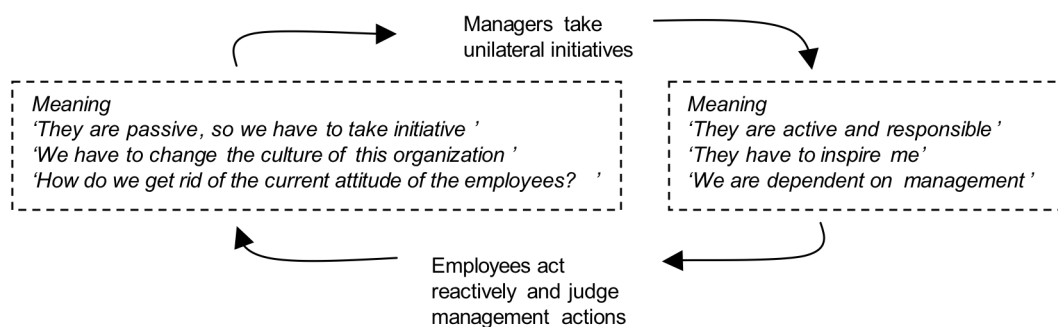 Managers take
unilateral initiatives
Meaning
‘They are passive, so we have to take initiative ’
‘We have to change the culture of this organization ’
‘How do we get rid of the current attitude of the employees? ’
Meaning
‘They are active and responsible ’
‘They have to inspire me’
‘We are dependent on management ’
Employees act
reactively and judge
management actions